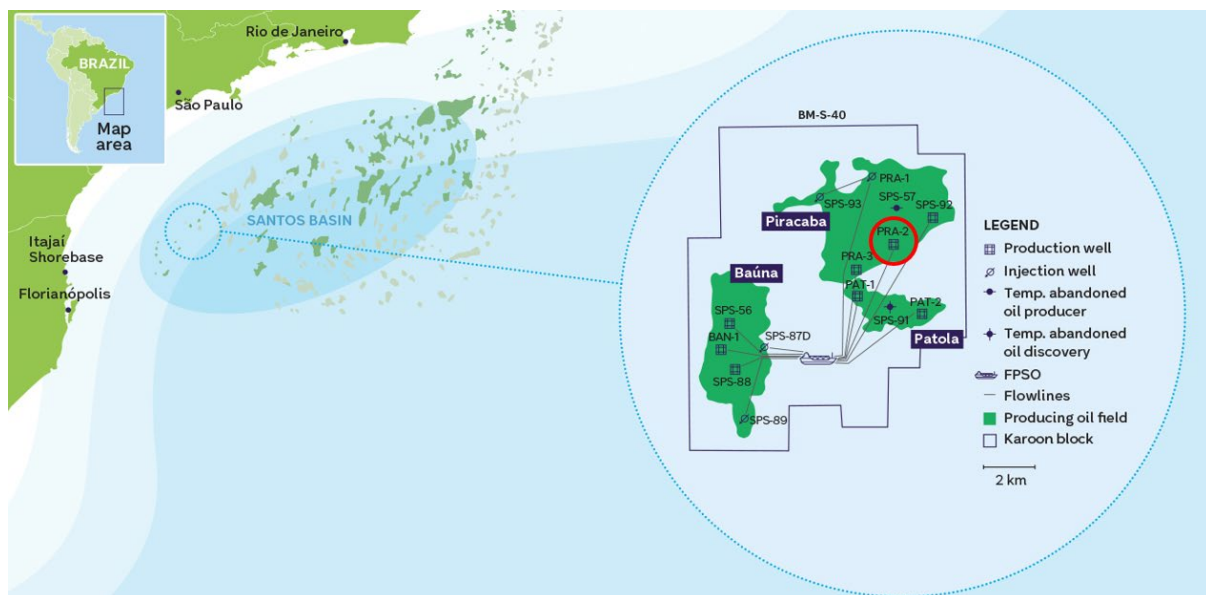 BRAZIL
Map
area
Rio de Janeiro
São Paulo
SANTOS BASIN
Itajaí
Shorebase
Florianópolis
BM-S-40
PRA-1
SPS-57
SPS-93
SPS-92
Piracaba
PRA-2
PRA-3
Baúna
PAT-1
PAT-2
SPS-91
SPS-56
Patola
BAN-1
SPS-87D
SPS-88
SPS-89
LEGEND
Production well
Injection well
Temp. abandoned
oil producer
Temp. abandoned
oil discovery
FPSO
Flowlines
Producing oil field
Karoon block
2 km